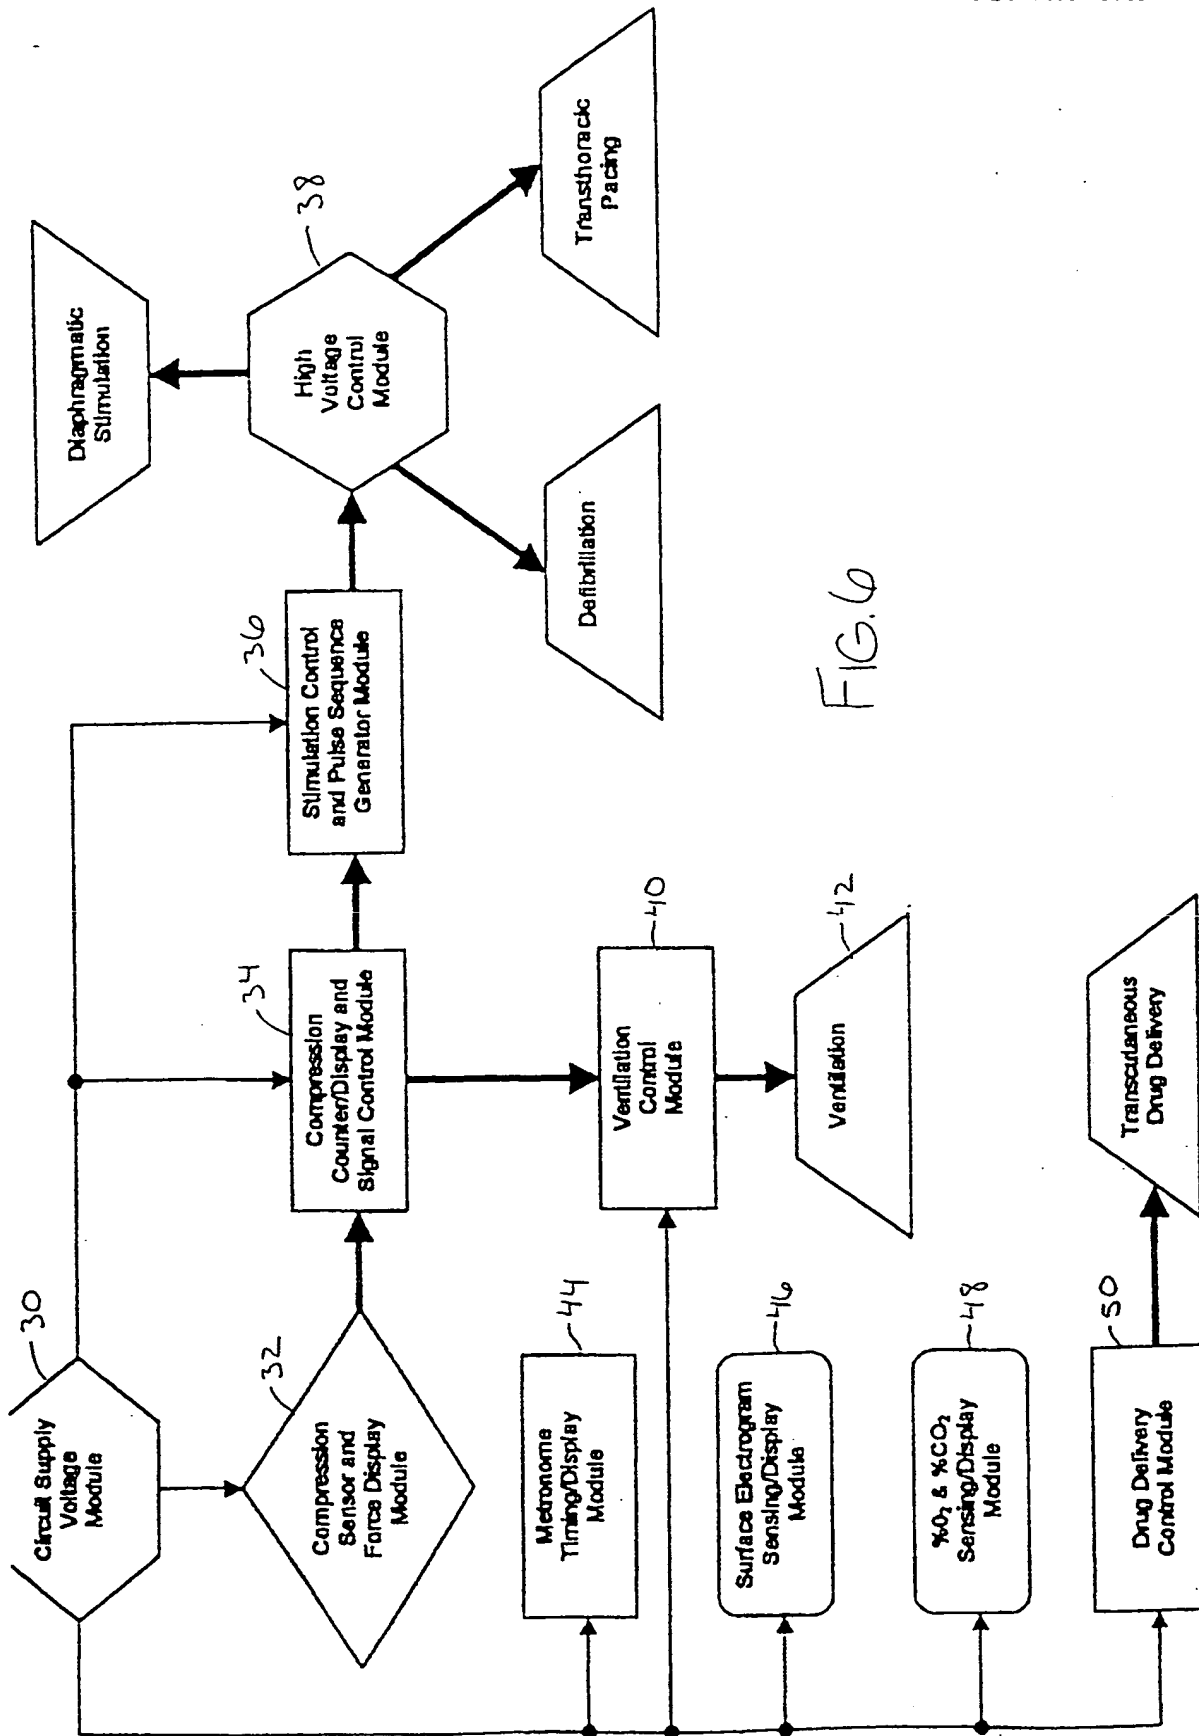 30
Circuit Supply
Voltage
Module
32
Compression
Sensor and
Force Display
Module
34
Compression
Counter/Display and
Signal Control Module
36
Stimulation Control
and Pulse Sequence
Generator Module
38
High
Voltage
Control
Module
Diaphragmatic
Stimulation
Defibrillation
Transthoracic
Pacing
40
Ventilation
Control
Module
42
Ventilation
44
Metronome
Timing/Display
Module
46
Surface Electrogram
Sensing/Display
Module
48
%O₂ & %CO₂
Sensing/Display
Module
50
Drug Delivery
Control Module
Transcutaneous
Drug Delivery
FIG. 6